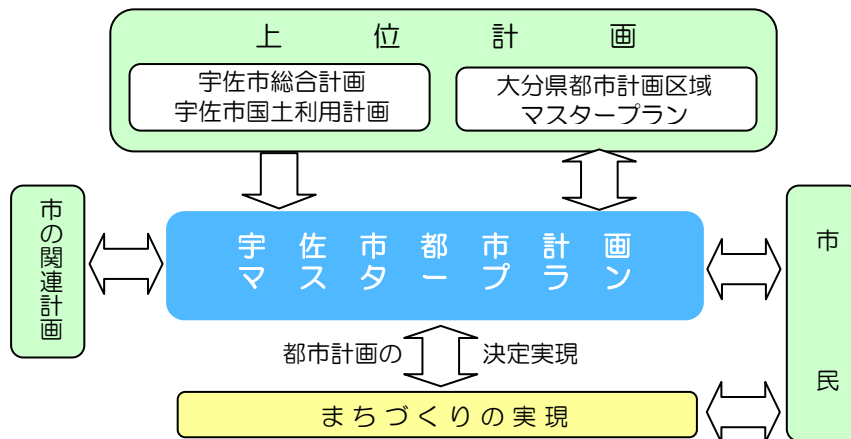 上位計画
宇佐市総合計画
宇佐市国土利用計画
大分県都市計画区域
マスタープラン
市の関連計画
宇佐市都市計画
マスタープラン
市民
都市計画の
決定実現
まちづくりの実現